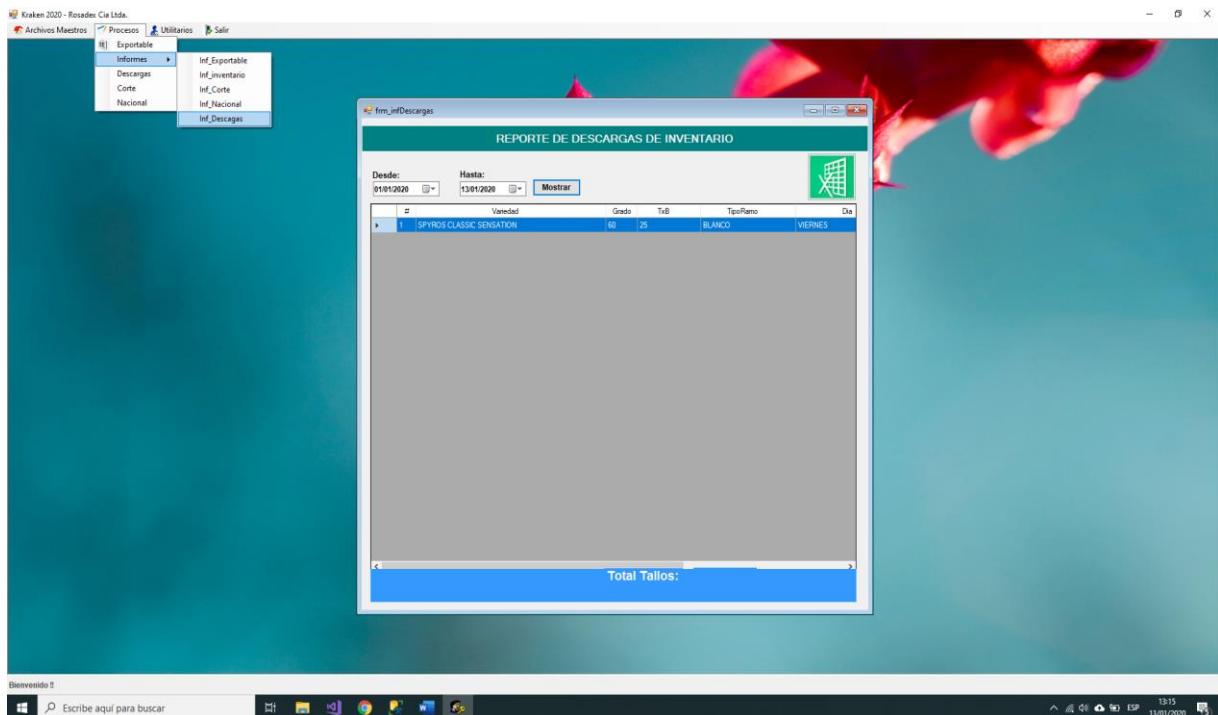 Kraken 2020 - Rosadex Cia Ltda.
Archivos Maestros Procesos Utilitarios Salir
Exportable
Informes
Descargas
Corte
Nacional
Inf_Exportable
Inf_inventario
Inf_Corte
Inf_Nacional
Inf_Descagas
frm_infDescargas
REPORTE DE DESCARGAS DE INVENTARIO
Desde: Hasta:
01/01/2020 13/01/2020 Mostrar
# Variedad Grado TxB TipoRamo Dia
1 SPYROS CLASSIC SENSATION 60 25 BLANCO VIERNES
Total Tallos:
Bienvenido !!
Escribe aquí para buscar
ESP
13:15
13/01/2020